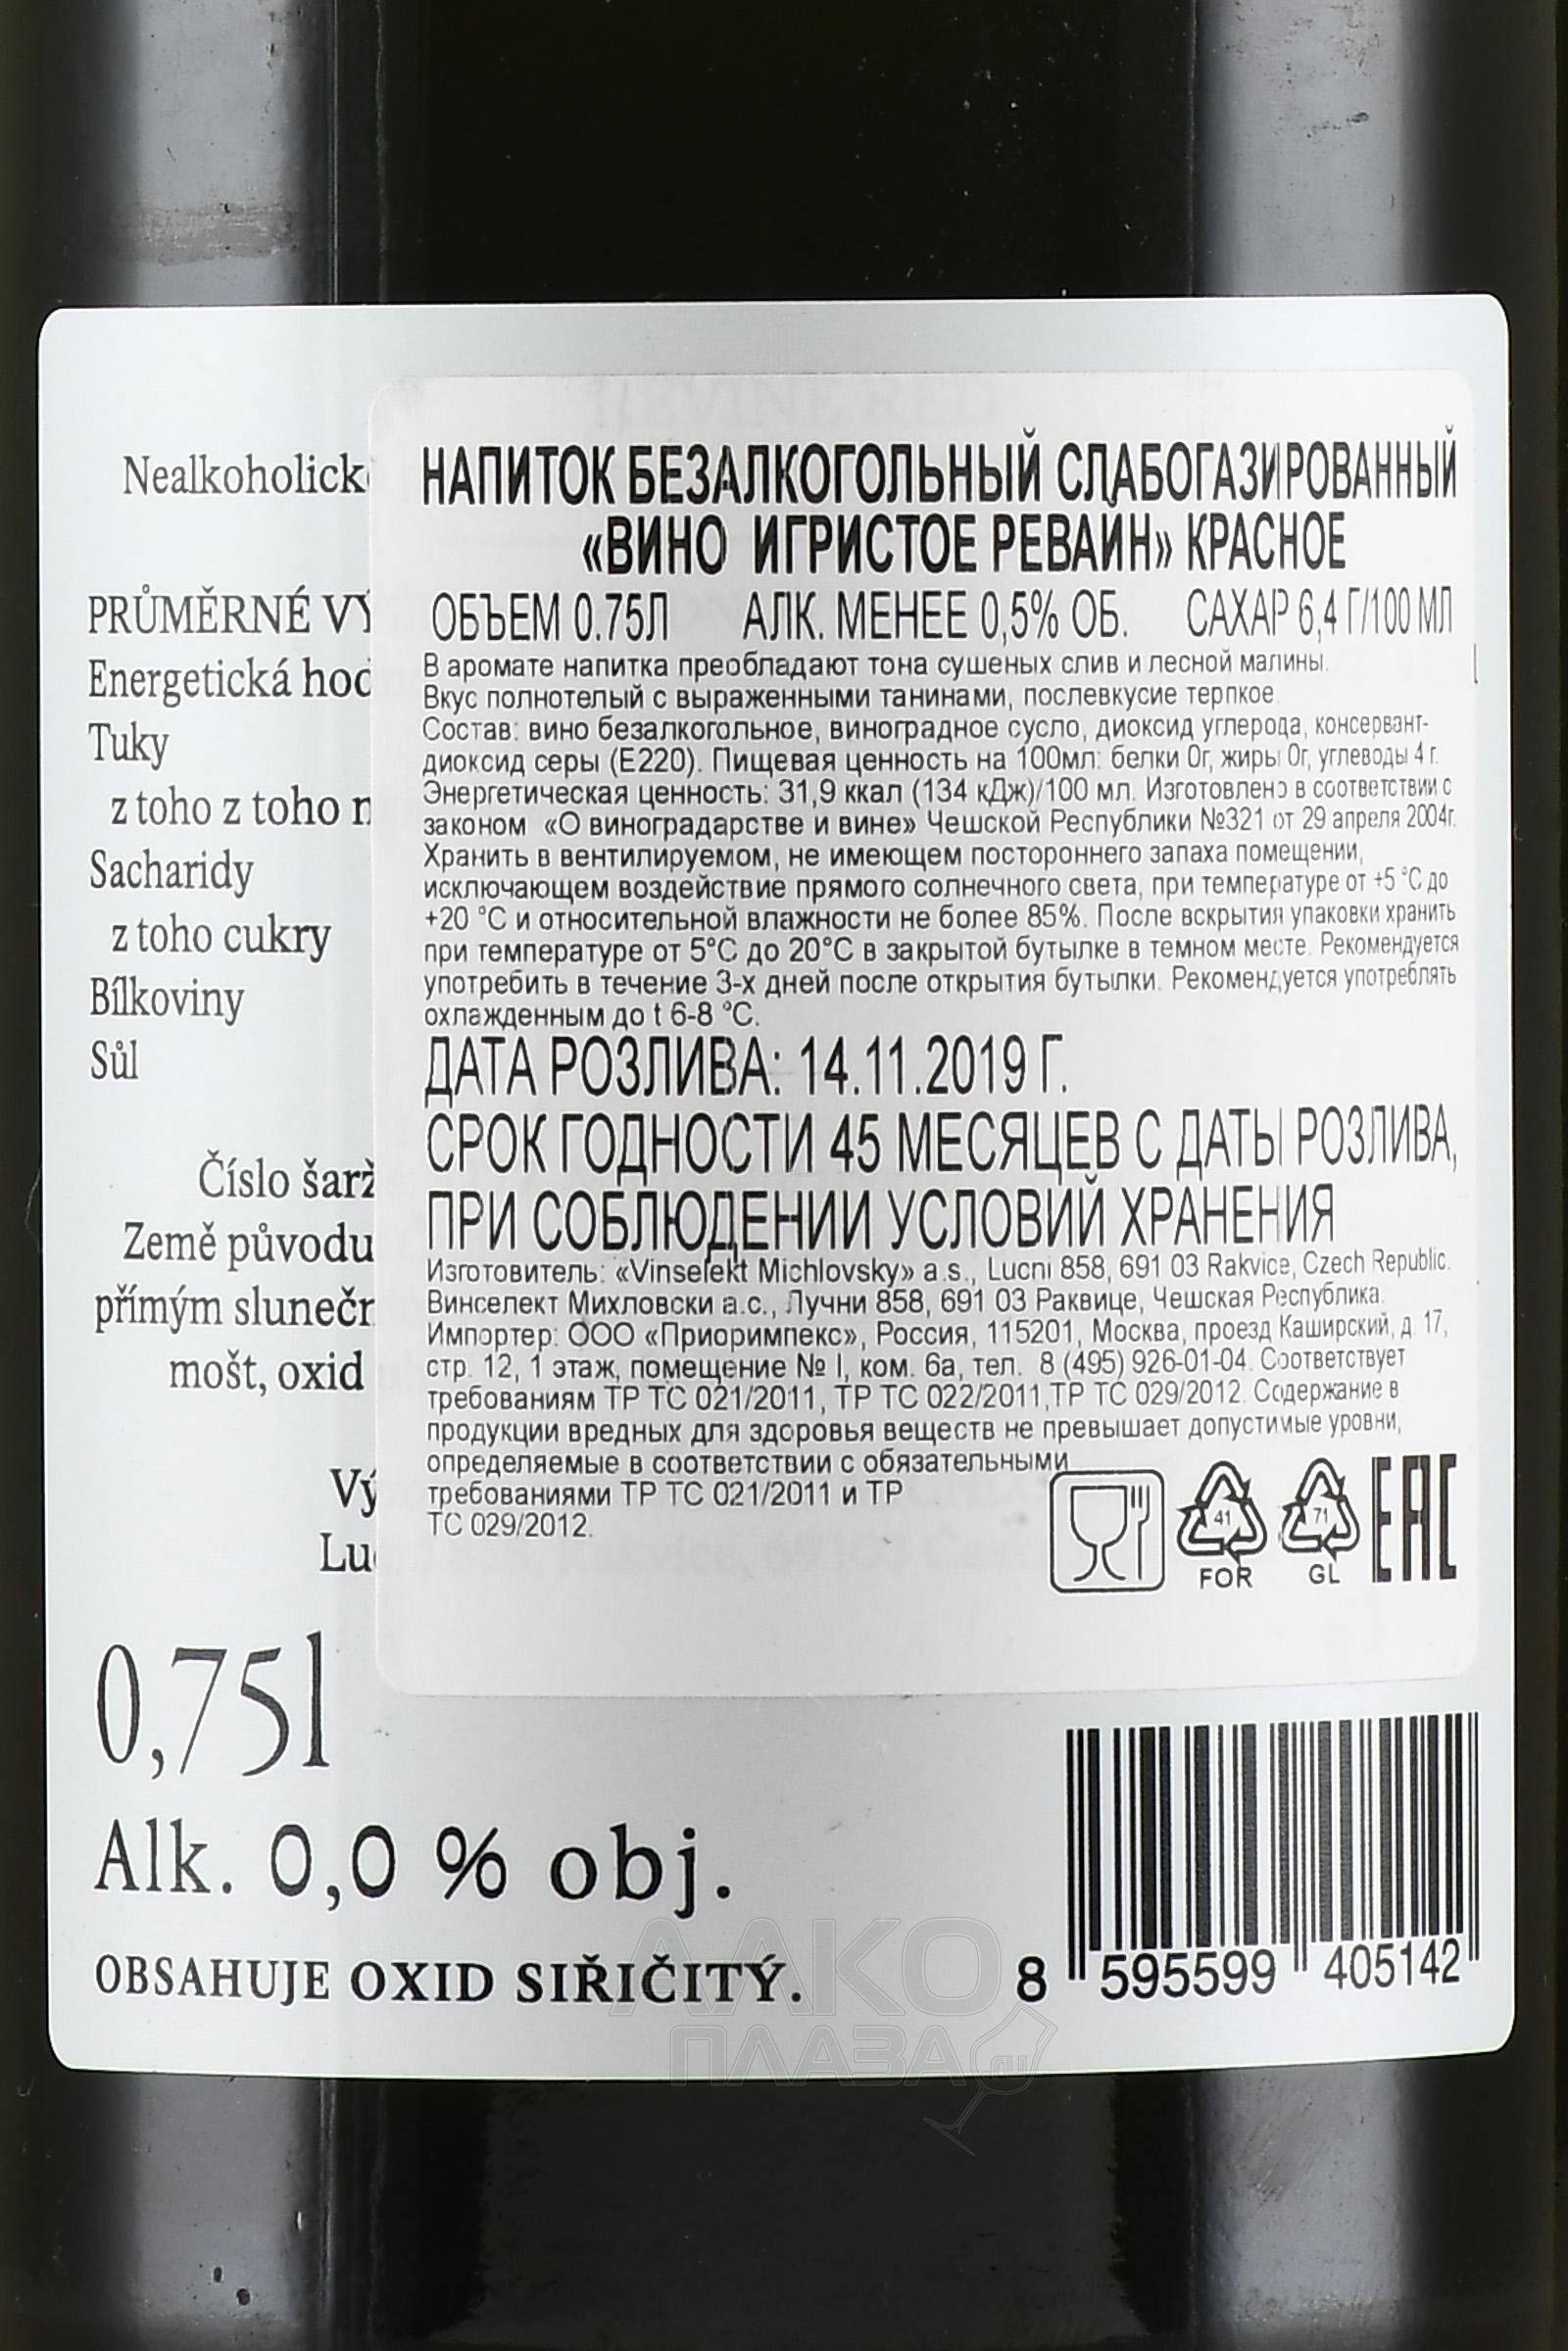 Nealkoholick
PRŮMĚRNÉ VÝ
Energetická hod
Tuky
z toho z toho n
Sacharidy
z toho cukry
Bílkoviny
Sůl
Číslo šarž
Země původu
přímým slunečn
mošt, oxid
Vý
Lu
НАПИТОК БЕЗАЛКОГОЛЬНЫЙ СЛАБОГАЗИРОВАННЫЙ
«ВИНО ИГРИСТОЕ РЕВАЙН» КРАСНОЕ
ОБЪЕМ 0.75Л АЛК. МЕНЕЕ 0,5% ОБ. САХАР 6,4 Г/100 МЛ
В аромате напитка преобладают тона сушеных слив и лесной малины.
Вкус полнотелый с выраженными танинами, послевкусие терпкое.
Состав: вино безалкогольное, виноградное сусло, диоксид углерода, консервант-
диоксид серы (Е220). Пищевая ценность на 100мл: белки 0г, жиры 0г, углеводы 4 г.
Энергетическая ценность: 31,9 ккал (134 кДж)/100 мл. Изготовлено в соответствии с
законом «О виноградарстве и вине» Чешской Республики №321 от 29 апреля 2004г.
Хранить в вентилируемом, не имеющем постороннего запаха помещении,
исключающем воздействие прямого солнечного света, при температуре от +5 °С до
+20 °С и относительной влажности не более 85%. После вскрытия упаковки хранить
при температуре от 5°С до 20°С в закрытой бутылке в темном месте. Рекомендуется
употребить в течение 3-х дней после открытия бутылки. Рекомендуется употреблять
охлажденным до t 6-8 °С.
ДАТА РОЗЛИВА: 14.11.2019 Г.
СРОК ГОДНОСТИ 45 МЕСЯЦЕВ С ДАТЫ РОЗЛИВА,
ПРИ СОБЛЮДЕНИИ УСЛОВИЙ ХРАНЕНИЯ
Изготовитель: «Vinselekt Michlovsky» a.s., Lucni 858, 691 03 Rakvice, Czech Republic.
Винселект Михловски а.с., Лучни 858, 691 03 Раквице, Чешская Республика.
Импортер: ООО «Приоримпекс», Россия, 115201, Москва, проезд Каширский, д. 17,
стр. 12, 1 этаж, помещение № I, ком. 6а, тел. 8 (495) 926-01-04. Соответствует
требованиям ТР ТС 021/2011, ТР ТС 022/2011,ТР ТС 029/2012. Содержание в
продукции вредных для здоровья веществ не превышает допустимые уровни,
определяемые в соответствии с обязательными
требованиями ТР ТС 021/2011 и ТР
ТС 029/2012.
41 71 EAC
FOR GL
0,75l
Alk. 0,0 % obj.
OBSAHUJE OXID SIŘIČITÝ.
8 595599 405142
АЛКО
ПЛАЗА
.RU